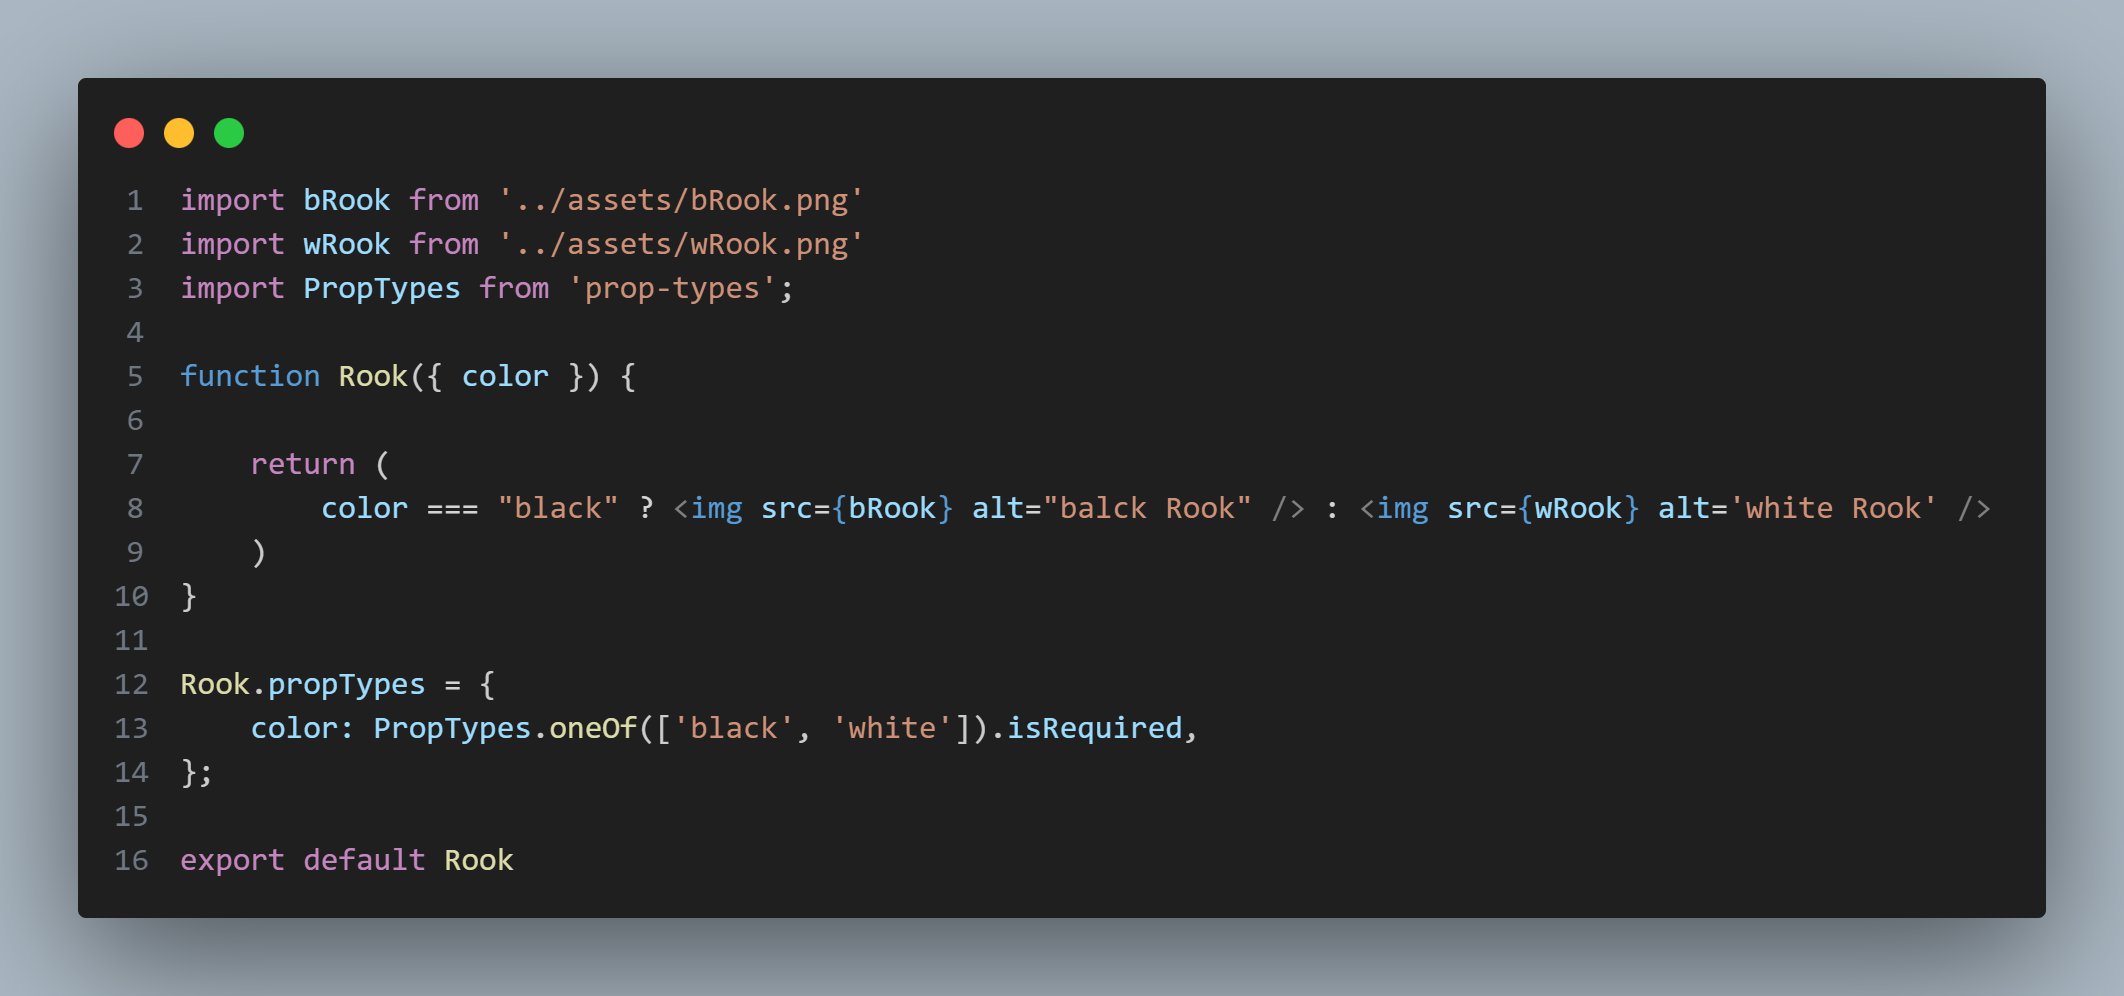 1 import bRook from '../assets/bRook.png'
2 import wRook from '../assets/wRook.png'
3 import PropTypes from 'prop-types';
4
5 function Rook({ color }) {
6
7     return (
8         color === "black" ? <img src={bRook} alt="balck Rook" /> : <img src={wRook} alt='white Rook' />
9     )
10 }
11
12 Rook.propTypes = {
13     color: PropTypes.oneOf(['black', 'white']).isRequired,
14 };
15
16 export default Rook